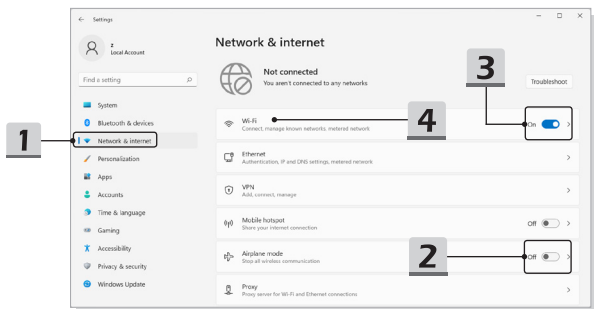 Settings
z
Local Account
Find a setting
System
Bluetooth & devices
1
Network & internet
Personalization
Apps
Accounts
Time & language
Gaming
Accessibility
Privacy & security
Windows Update
Network & internet
Not connected
You aren't connected to any networks
Troubleshoot
3
Wi-Fi
Connect, manage known networks, metered network
4
On
Ethernet
Authentication, IP and DNS settings, metered network
VPN
Add, connect, manage
Mobile hotspot
Share your internet connection
Off
Airplane mode
Stop all wireless communication
2
Off
Proxy
Proxy server for Wi-Fi and Ethernet connections